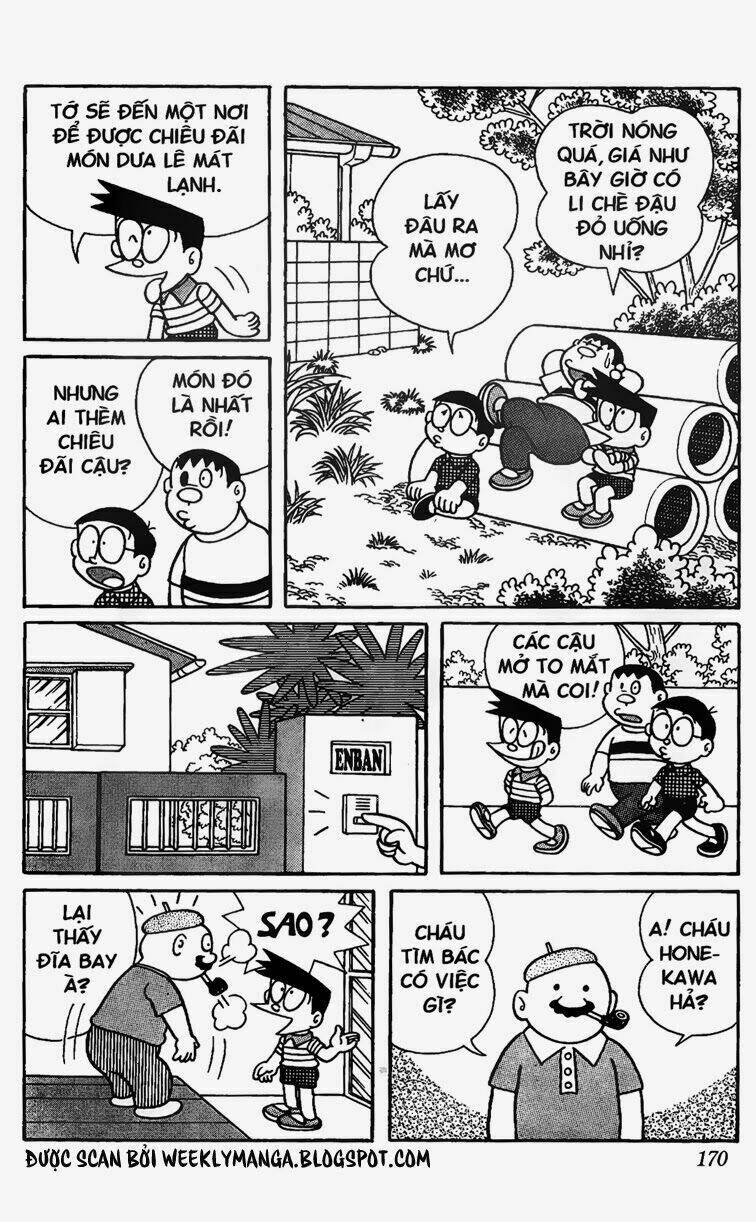 TRỜI NÓNG
QUÁ, GIÁ NHƯ
BÂY GIỜ CÓ
LI CHÈ ĐẬU
ĐỎ UỐNG
NHỈ?
LẤY
ĐÂU RA
MÀ MƠ
CHỨ...
TỚ SẼ ĐẾN MỘT NƠI
ĐỂ ĐƯỢC CHIÊU ĐÃI
MÓN DƯA LÊ MÁT
LẠNH.
MÓN ĐÓ
LÀ NHẤT
RỒI!
NHƯNG
AI THÈM
CHIÊU
ĐÃI CẬU?
CÁC CẬU
MỞ TO MẮT
MÀ COI!
ENBAN
A! CHÁU
HONE-
KAWA
HẢ?
CHÁU
TÌM BÁC
CÓ VIỆC
GÌ?
SAO?
LẠI
THẤY
ĐĨA BAY
À?
ĐƯỢC SCAN BỞI WEEKLYMANGA.BLOGSPOT.COM
170